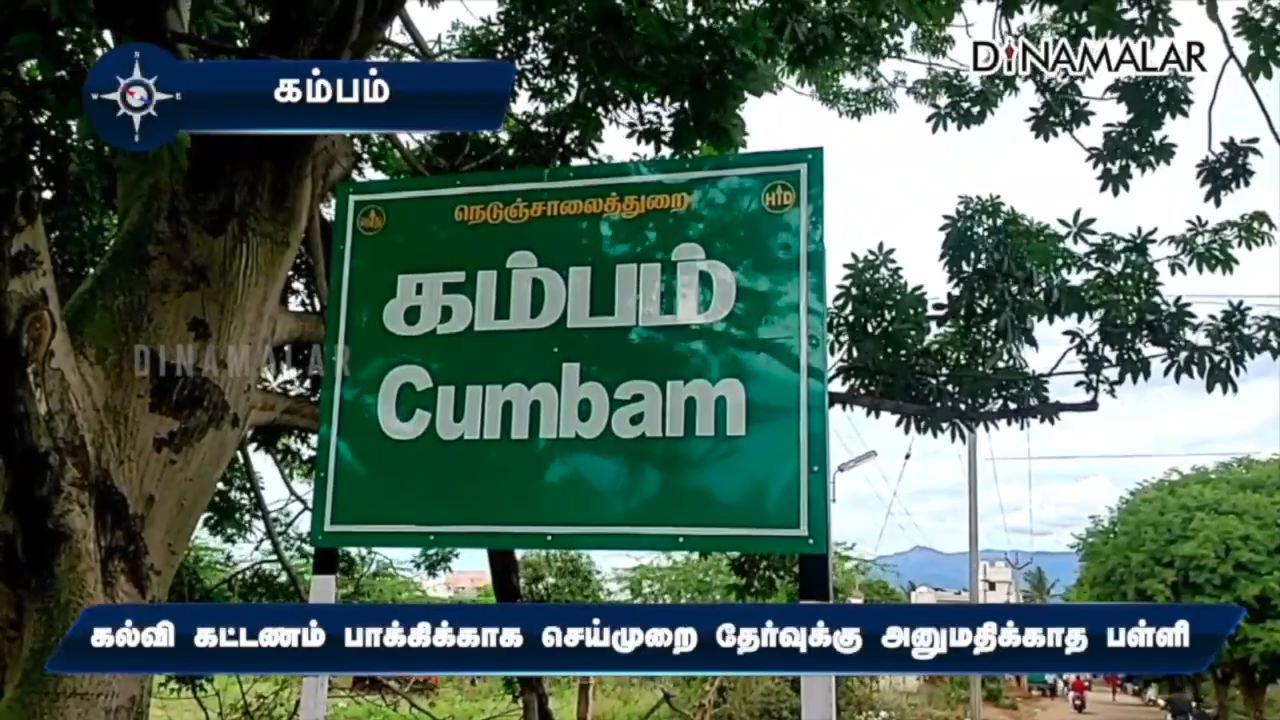 கம்பம்
DINAMALAR
நெடுஞ்சாலைத்துறை
HD
கம்பம்
Cumbam
DINAMALAR
கல்வி கட்டணம் பாக்கிக்காக செய்முறை தேர்வுக்கு அனுமதிக்காத பள்ளி